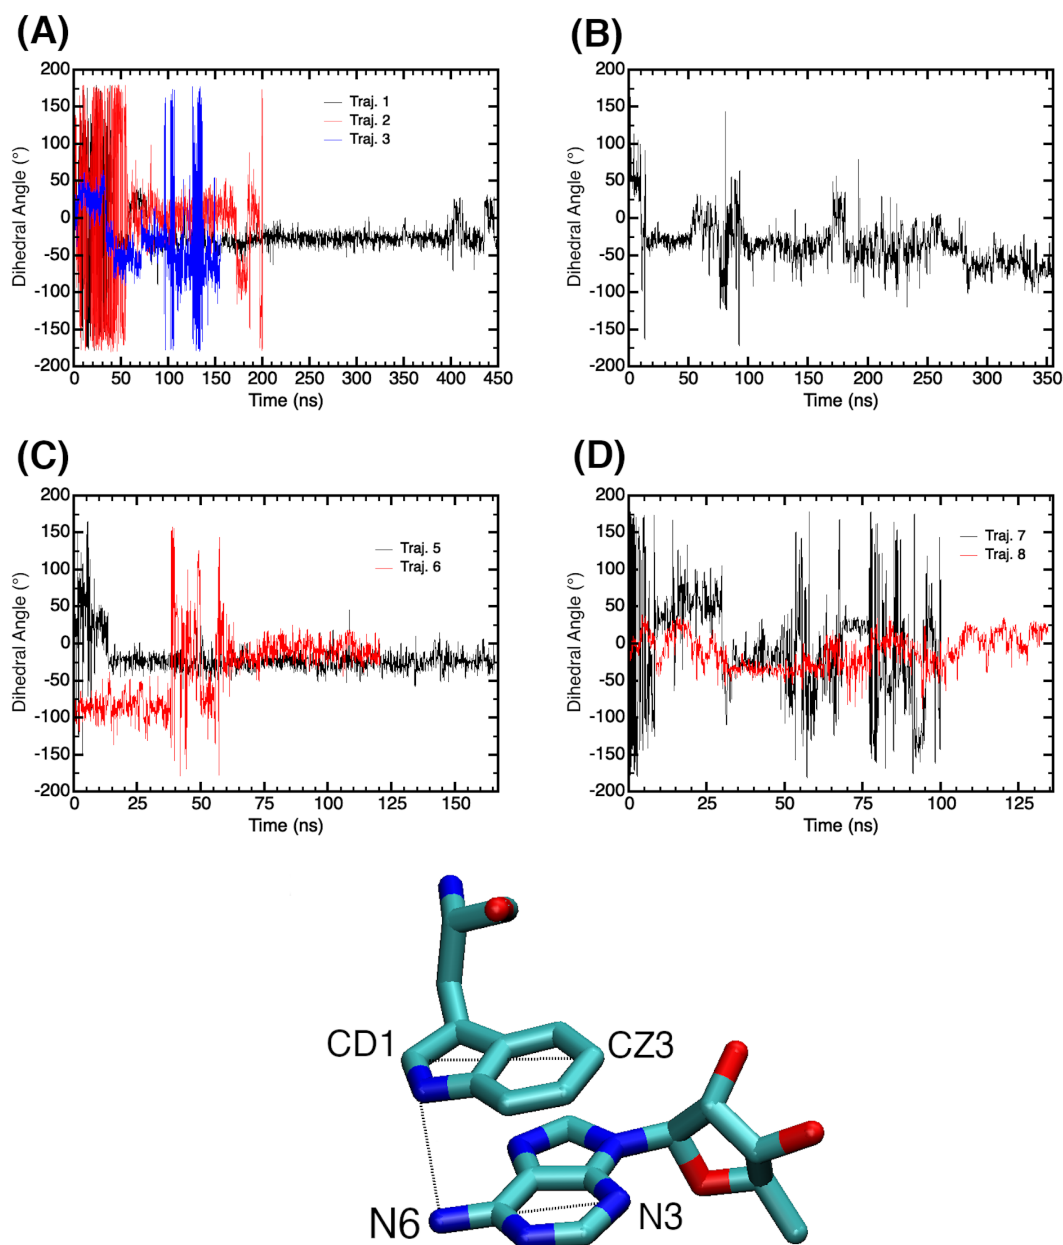 (A)
200
150
100
50
0
-50
-100
-150
-200
Dihedral Angle (°)
Traj. 1
Traj. 2
Traj. 3
0 50 100 150 200 250 300 350 400 450
Time (ns)
(B)
200
150
100
50
0
-50
-100
-150
-200
Dihedral Angle (°)
0 50 100 150 200 250 300 350
Time (ns)
(C)
200
150
100
50
0
-50
-100
-150
-200
Dihedral Angle (°)
Traj. 5
Traj. 6
0 25 50 75 100 125 150
Time (ns)
(D)
200
150
100
50
0
-50
-100
-150
-200
Dihedral Angle (°)
Traj. 7
Traj. 8
0 25 50 75 100 125
Time (ns)
CD1
CZ3
N6
N3